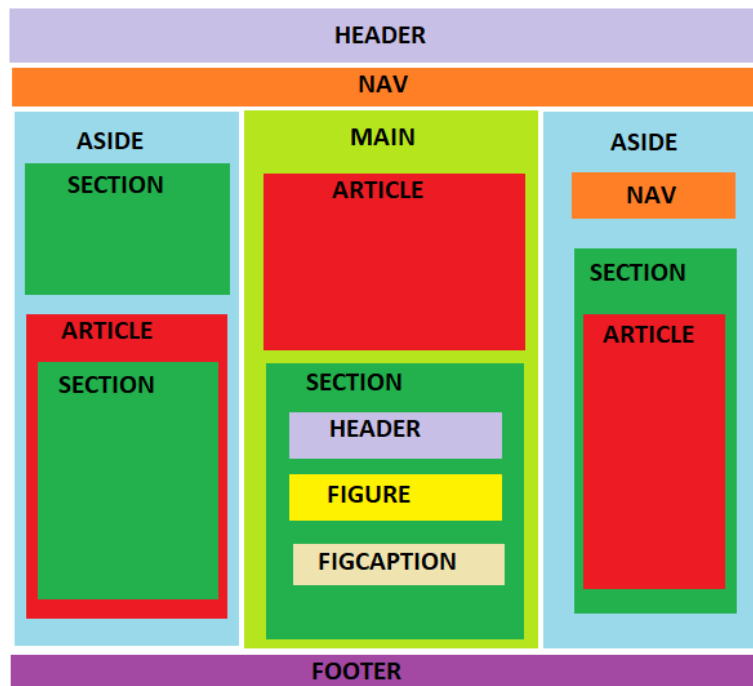 HEADER
NAV
ASIDE
SECTION
ARTICLE
SECTION
MAIN
ARTICLE
SECTION
HEADER
FIGURE
FIGCAPTION
ASIDE
NAV
SECTION
ARTICLE
FOOTER